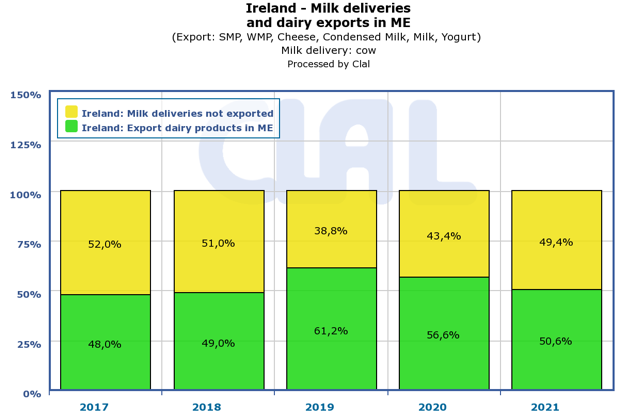 Ireland - Milk deliveries
and dairy exports in ME
(Export: SMP, WMP, Cheese, Condensed Milk, Milk, Yogurt)
Milk delivery: cow
Processed by Clal
CLAL
150%
Ireland: Milk deliveries not exported
Ireland: Export dairy products in ME
125%
100%
52,0% 51,0% 38,8% 43,4% 49,4%
75%
50%
48,0% 49,0% 61,2% 56,6% 50,6%
25%
0%
2017 2018 2019 2020 2021